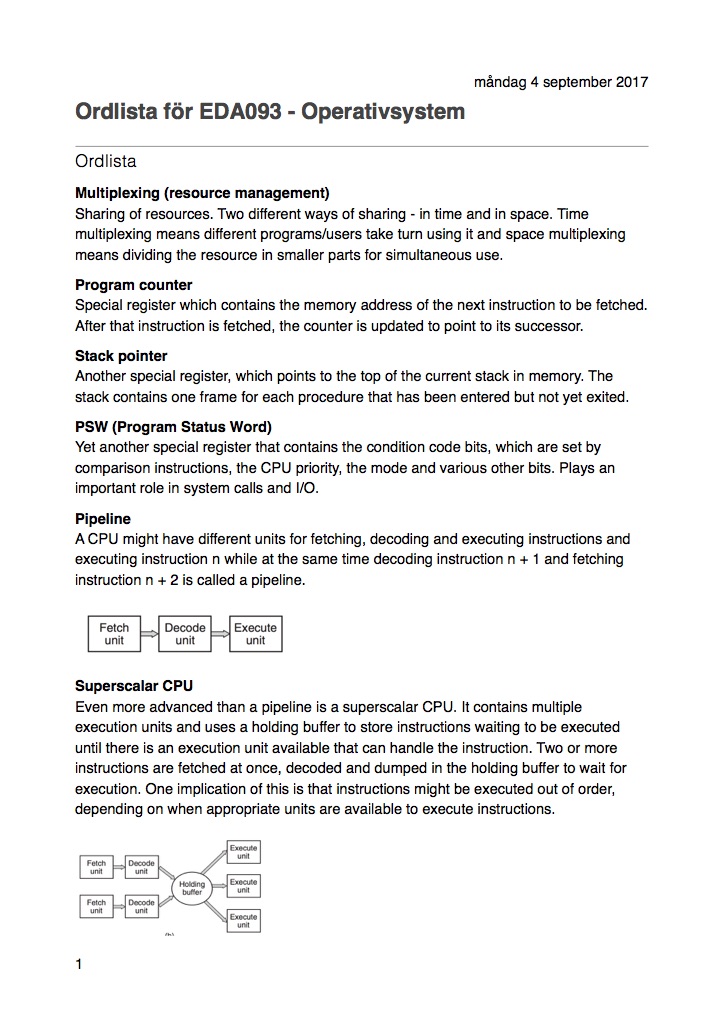 måndag 4 september 2017
Ordlista för EDA093 - Operativsystem
Ordlista
Multiplexing (resource management)
Sharing of resources. Two different ways of sharing - in time and in space. Time
multiplexing means different programs/users take turn using it and space multiplexing
means dividing the resource in smaller parts for simultaneous use.
Program counter
Special register which contains the memory address of the next instruction to be fetched.
After that instruction is fetched, the counter is updated to point to its successor.
Stack pointer
Another special register, which points to the top of the current stack in memory. The
stack contains one frame for each procedure that has been entered but not yet exited.
PSW (Program Status Word)
Yet another special register that contains the condition code bits, which are set by
comparison instructions, the CPU priority, the mode and various other bits. Plays an
important role in system calls and I/O.
Pipeline
A CPU might have different units for fetching, decoding and executing instructions and
executing instruction n while at the same time decoding instruction n + 1 and fetching
instruction n + 2 is called a pipeline.
Fetch
unit
Decode
unit
Execute
unit
Superscalar CPU
Even more advanced than a pipeline is a superscalar CPU. It contains multiple
execution units and uses a holding buffer to store instructions waiting to be executed
until there is an execution unit available that can handle the instruction. Two or more
instructions are fetched at once, decoded and dumped in the holding buffer to wait for
execution. One implication of this is that instructions might be executed out of order,
depending on when appropriate units are available to execute instructions.
Fetch
unit
Decode
unit
Fetch
unit
Decode
unit
Holding
buffer
Execute
unit
Execute
unit
Execute
unit
1